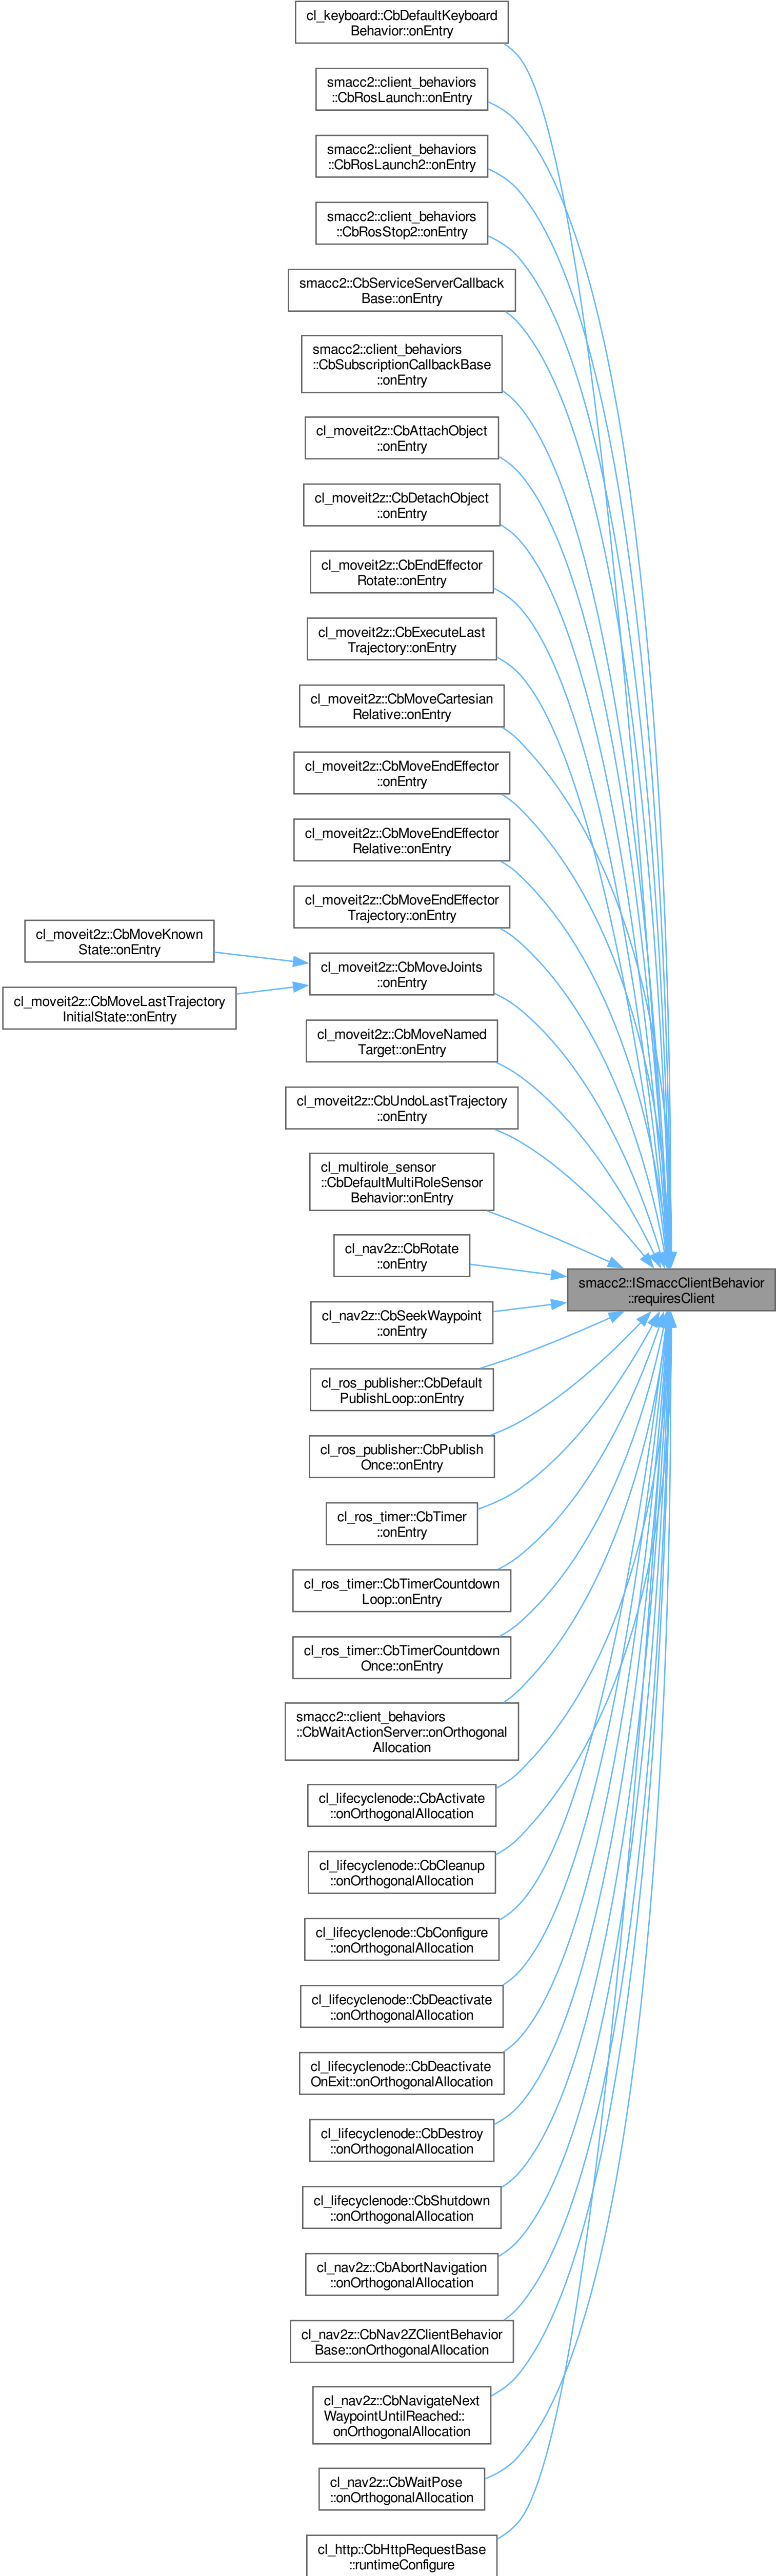 cl_keyboard::CbDefaultKeyboard
Behavior::onEntry
smacc2::client_behaviors
::CbRosLaunch::onEntry
smacc2::client_behaviors
::CbRosLaunch2::onEntry
smacc2::client_behaviors
::CbRosStop2::onEntry
smacc2::CbServiceServerCallback
Base::onEntry
smacc2::client_behaviors
::CbSubscriptionCallbackBase
::onEntry
cl_moveit2z::CbAttachObject
::onEntry
cl_moveit2z::CbDetachObject
::onEntry
cl_moveit2z::CbEndEffector
Rotate::onEntry
cl_moveit2z::CbExecuteLast
Trajectory::onEntry
cl_moveit2z::CbMoveCartesian
Relative::onEntry
cl_moveit2z::CbMoveEndEffector
::onEntry
cl_moveit2z::CbMoveEndEffector
Relative::onEntry
cl_moveit2z::CbMoveEndEffector
Trajectory::onEntry
cl_moveit2z::CbMoveKnown
State::onEntry
cl_moveit2z::CbMoveJoints
::onEntry
cl_moveit2z::CbMoveLastTrajectory
InitialState::onEntry
cl_moveit2z::CbMoveNamed
Target::onEntry
cl_moveit2z::CbUndoLastTrajectory
::onEntry
cl_multirole_sensor
::CbDefaultMultiRoleSensor
Behavior::onEntry
cl_nav2z::CbRotate
::onEntry
smacc2::ISmaccClientBehavior
::requiresClient
cl_nav2z::CbSeekWaypoint
::onEntry
cl_ros_publisher::CbDefault
PublishLoop::onEntry
cl_ros_publisher::CbPublish
Once::onEntry
cl_ros_timer::CbTimer
::onEntry
cl_ros_timer::CbTimerCountdown
Loop::onEntry
cl_ros_timer::CbTimerCountdown
Once::onEntry
smacc2::client_behaviors
::CbWaitActionServer::onOrthogonal
Allocation
cl_lifecyclenode::CbActivate
::onOrthogonalAllocation
cl_lifecyclenode::CbCleanup
::onOrthogonalAllocation
cl_lifecyclenode::CbConfigure
::onOrthogonalAllocation
cl_lifecyclenode::CbDeactivate
::onOrthogonalAllocation
cl_lifecyclenode::CbDeactivate
OnExit::onOrthogonalAllocation
cl_lifecyclenode::CbDestroy
::onOrthogonalAllocation
cl_lifecyclenode::CbShutdown
::onOrthogonalAllocation
cl_nav2z::CbAbortNavigation
::onOrthogonalAllocation
cl_nav2z::CbNav2ZClientBehavior
Base::onOrthogonalAllocation
cl_nav2z::CbNavigateNext
WaypointUntilReached::
onOrthogonalAllocation
cl_nav2z::CbWaitPose
::onOrthogonalAllocation
cl_http::CbHttpRequestBase
::runtimeConfigure